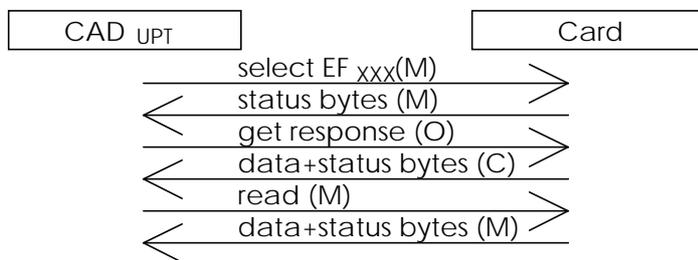 CAD UPT
Card
select EF XXX(M)
status bytes (M)
get response (O)
data+status bytes (C)
read (M)
data+status bytes (M)